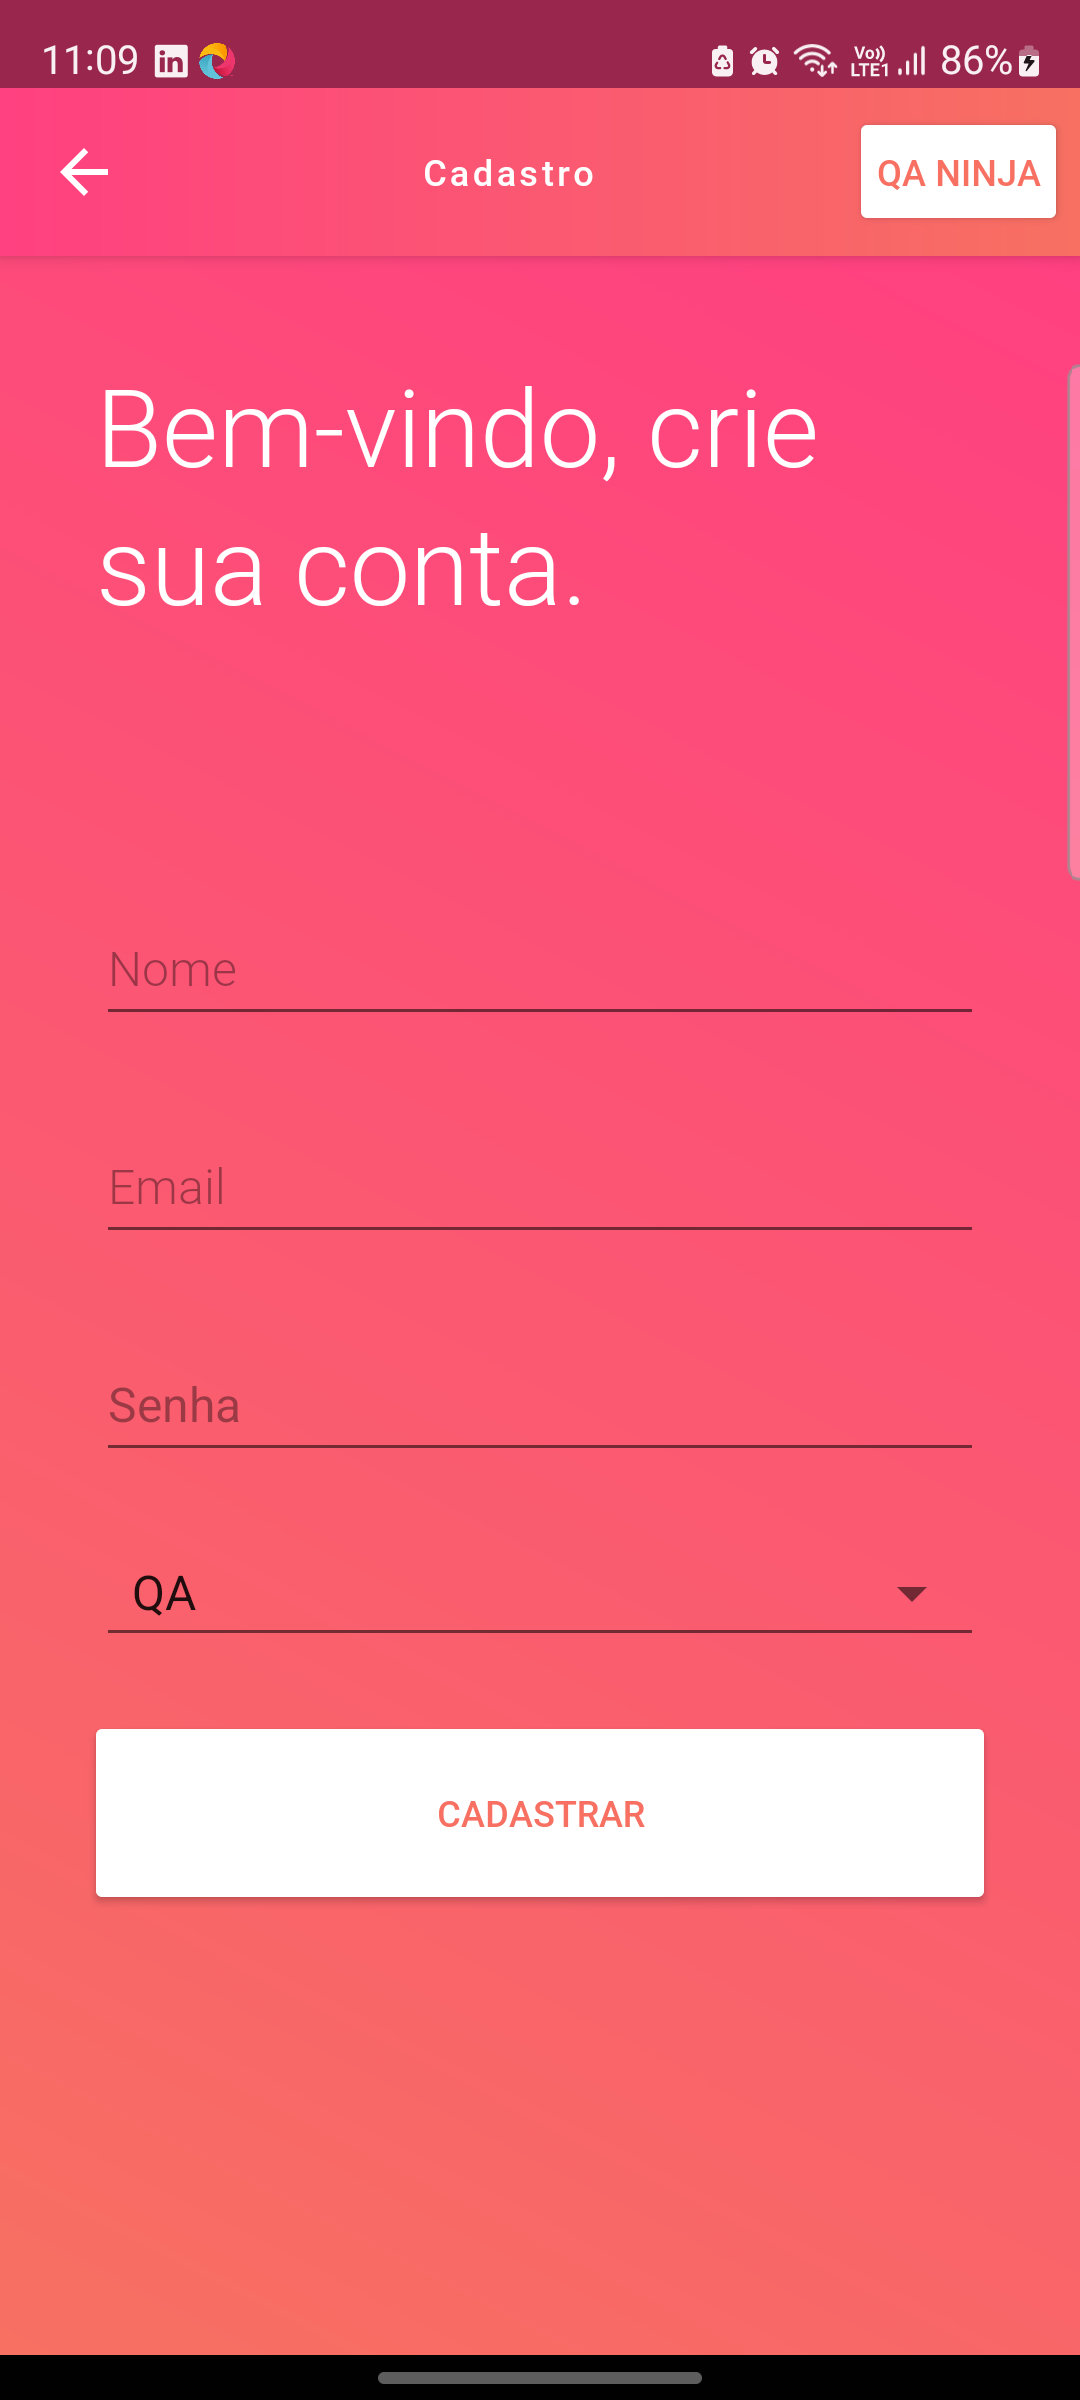 11:09 in Vo)) LTE1 86%
Cadastro
QA NINJA
Bem-vindo, crie
sua conta.
Nome
Email
Senha
QA
CADASTRAR